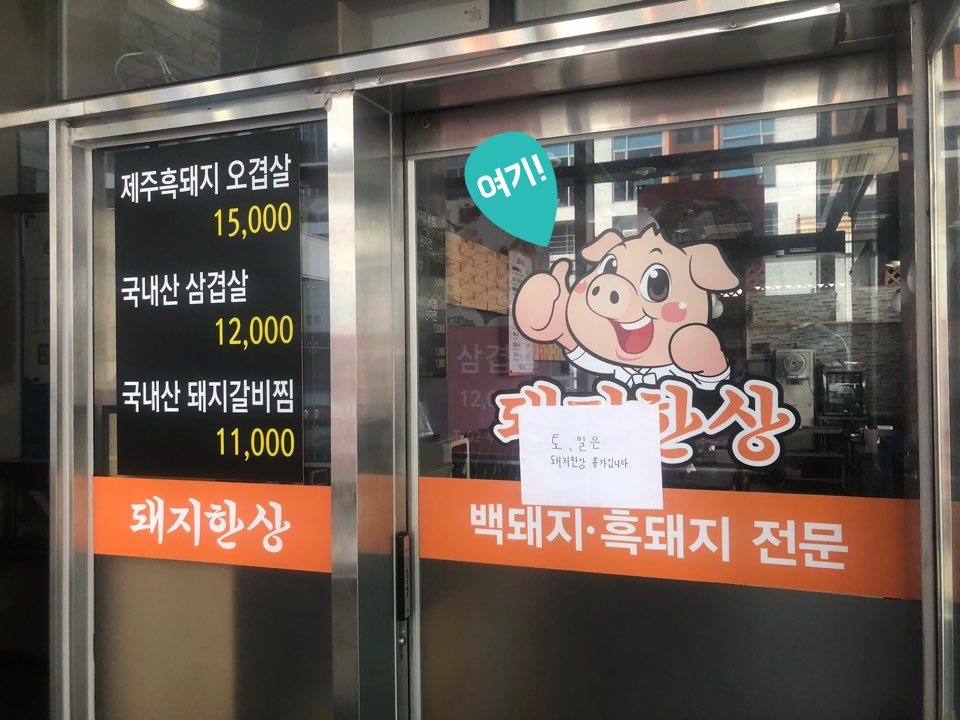 제주흑돼지 오겹살
15,000
국내산 삼겹살
12,000
국내산 돼지갈비찜
11,000
돼지한상
여기!
삼겹
돼지한상
토, 일은
돼지한상 휴가입니다.
백돼지·흑돼지 전문